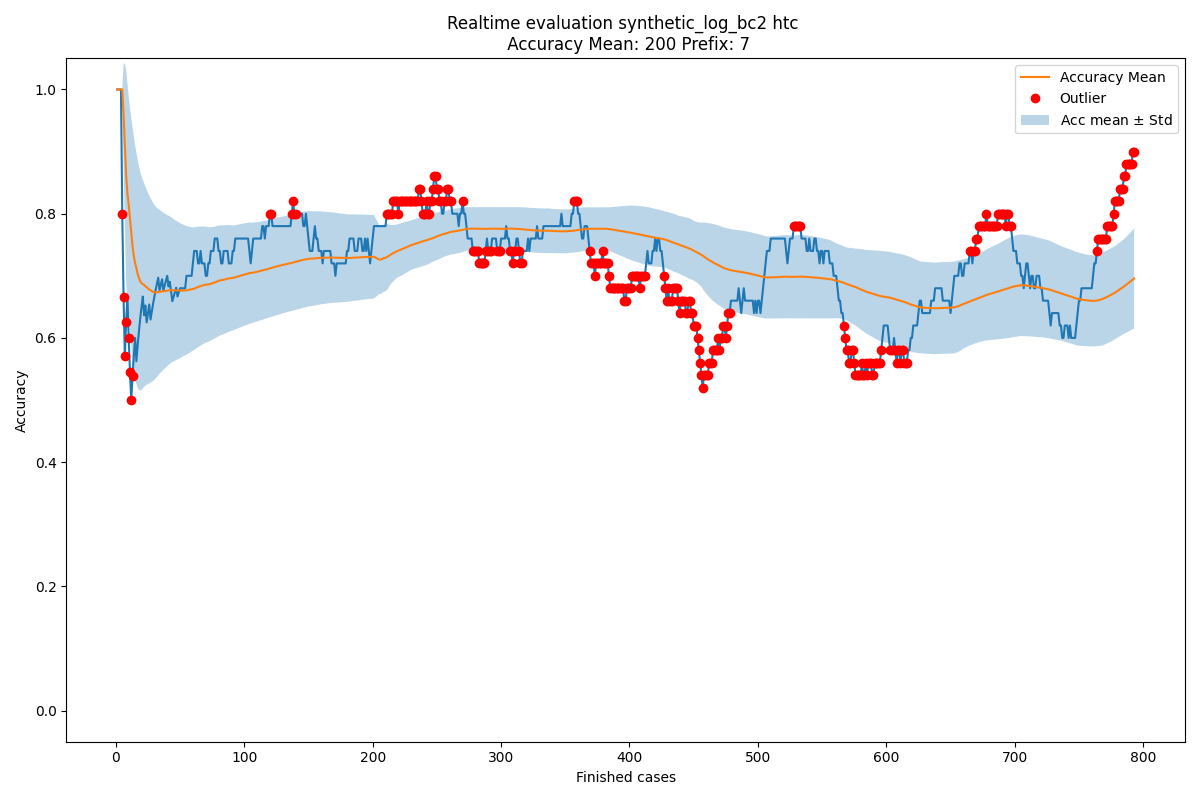 Realtime evaluation synthetic_log_bc2 htc
Accuracy Mean: 200 Prefix: 7
Accuracy Mean
Outlier
Acc mean ± Std
Accuracy
1.0
0.8
0.6
0.4
0.2
0.0
0 100 200 300 400 500 600 700 800
Finished cases